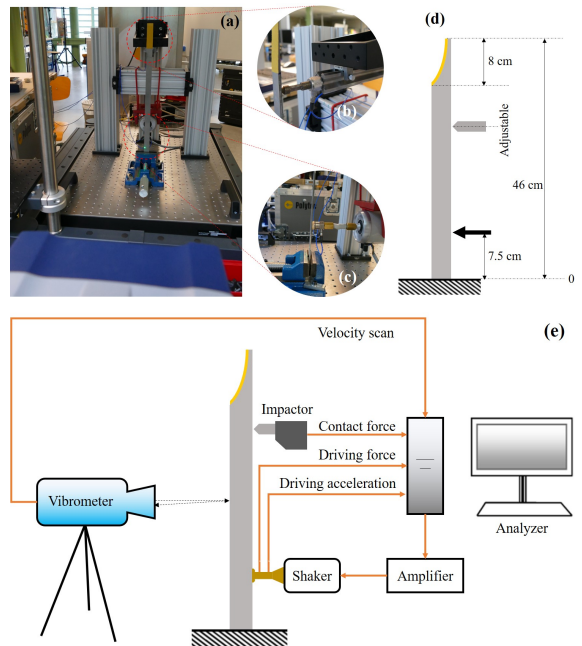 (a)
(b)
Polytec
(c)
(d)
8 cm
Adjustable
46 cm
7.5 cm
0
(e)
Velocity scan
Impactor
Contact force
Driving force
Driving acceleration
Vibrometer
Shaker
Amplifier
Analyzer